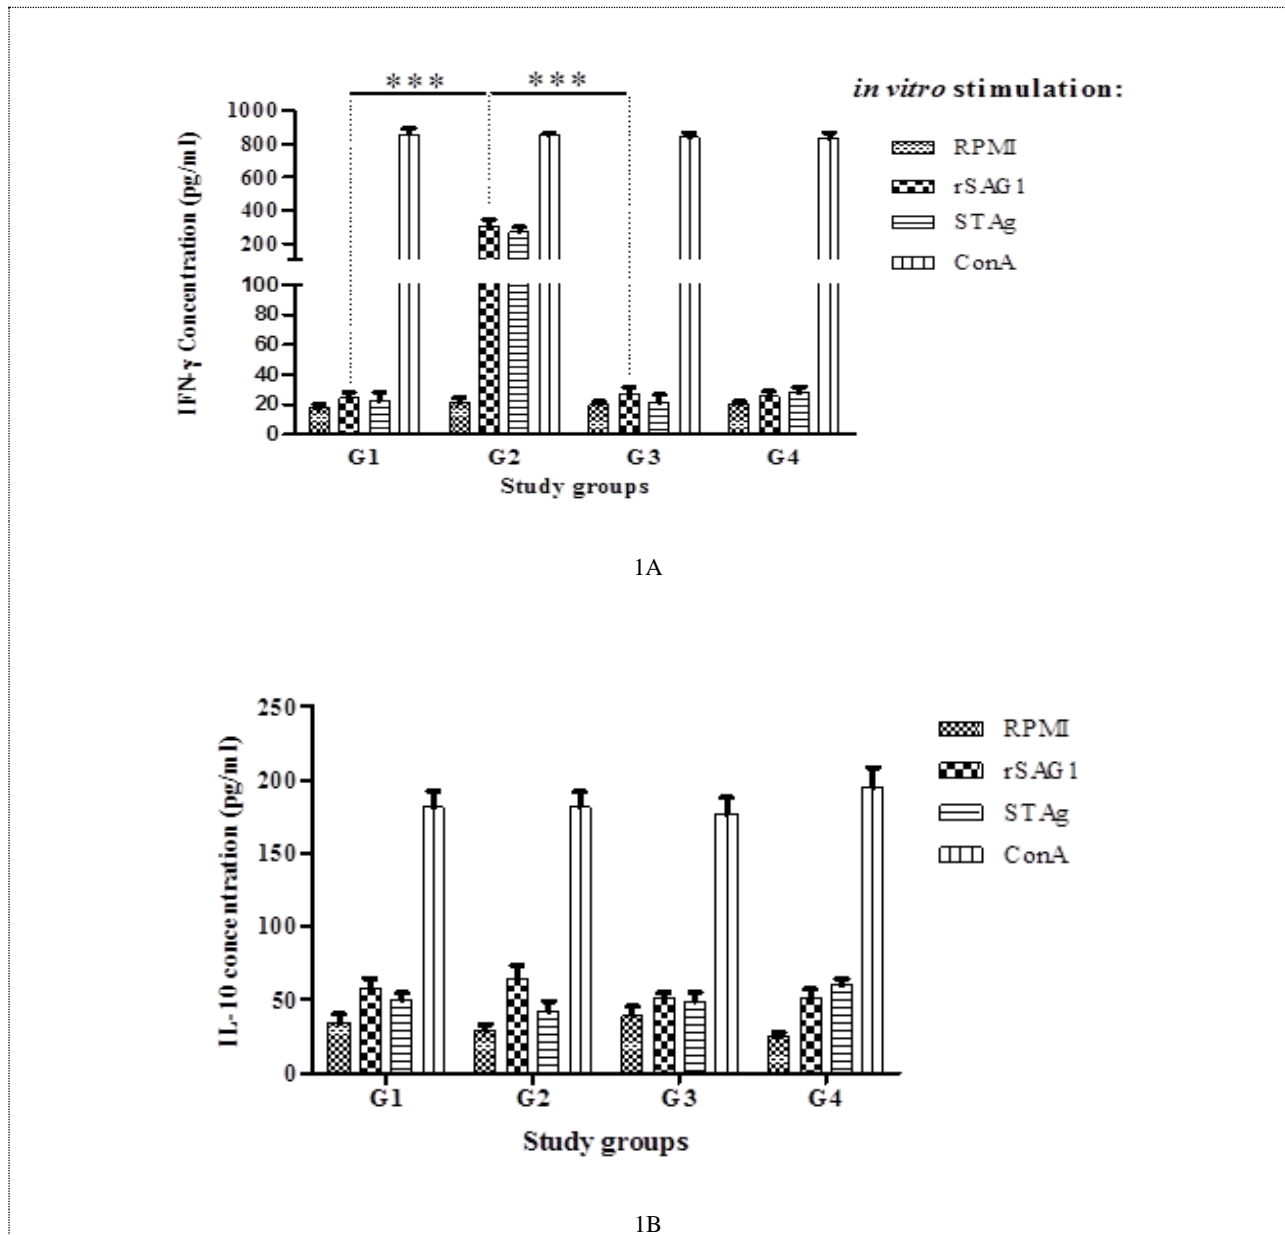 *** ***
in vitro stimulation:
IFN-γ Concentration (pg/ml)
1000
800
600
400
200
100
80
60
40
20
0
RPMI
rSAG1
STAg
ConA
G1 G2 G3 G4
Study groups
1A
IL-10 concentration (pg/ml)
250
200
150
100
50
0
RPMI
rSAG1
STAg
ConA
G1 G2 G3 G4
Study groups
1B